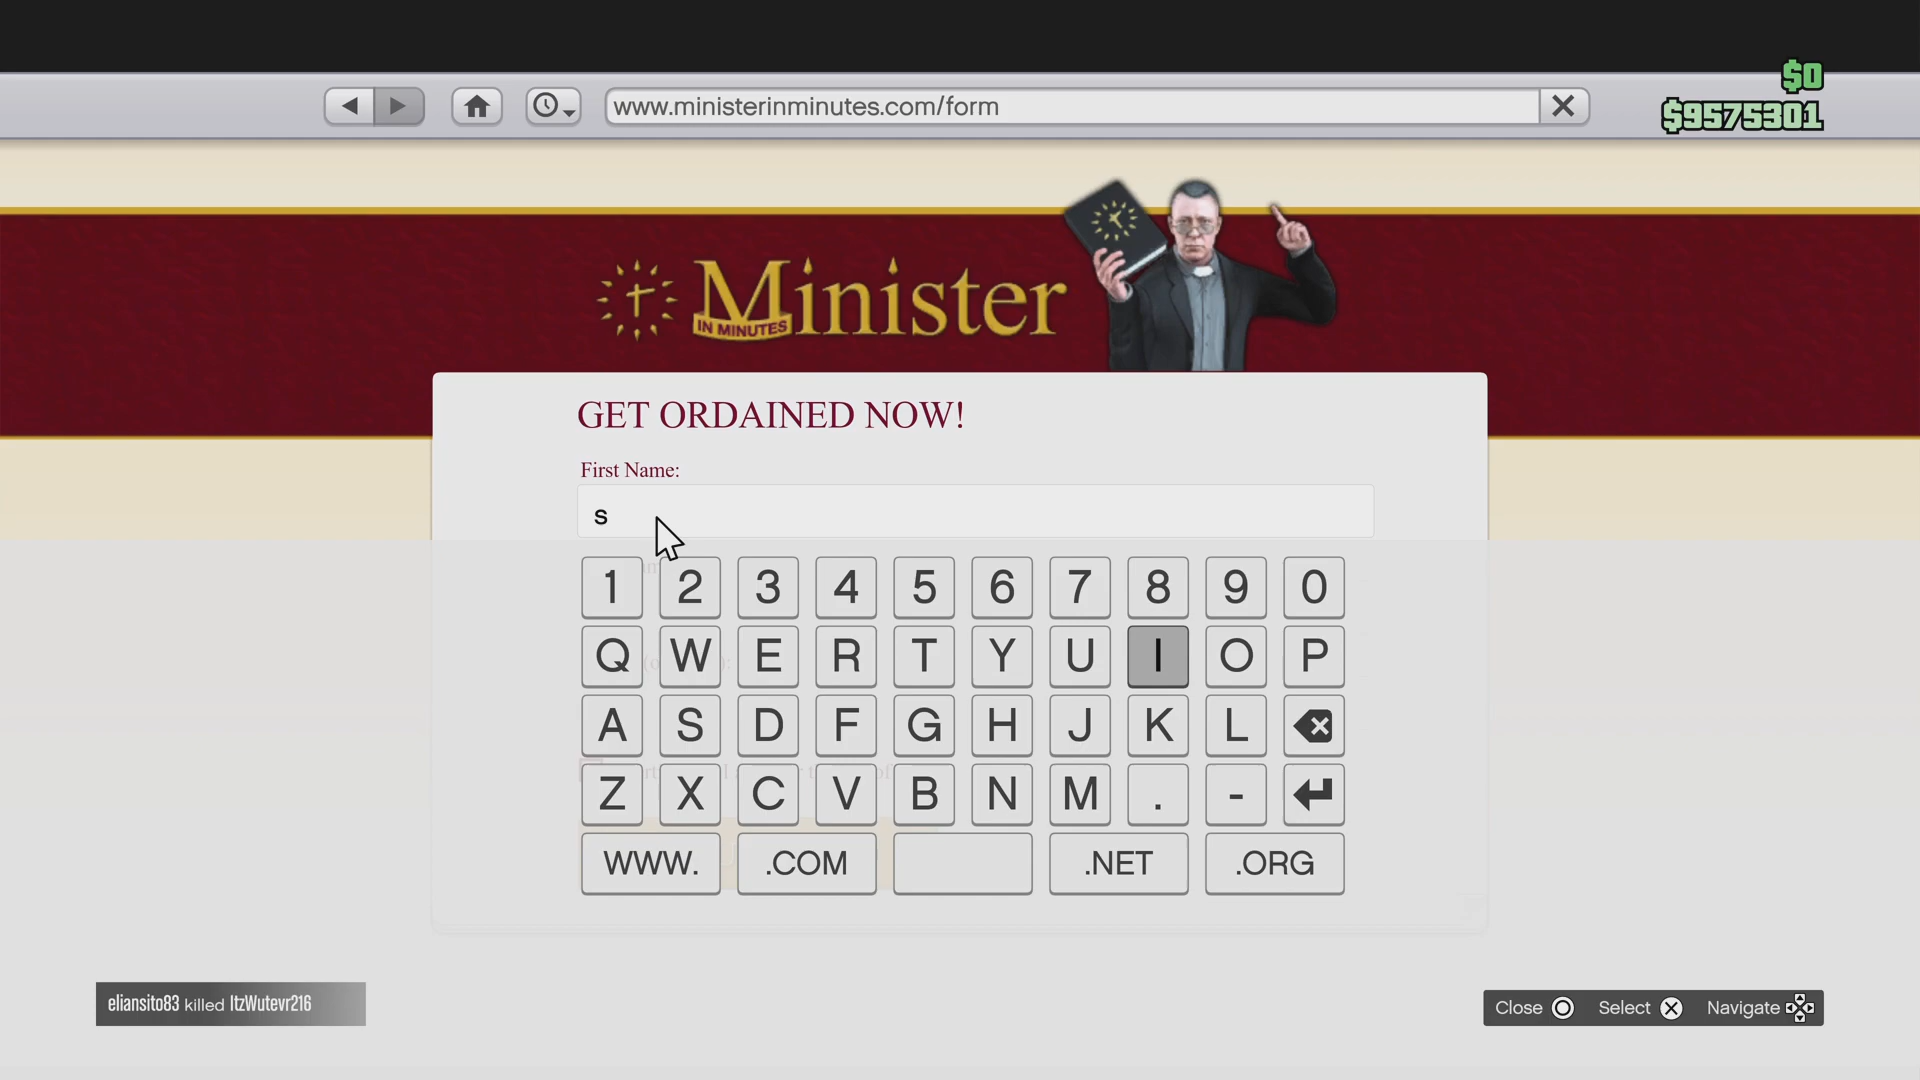 $0
www.ministerinminutes.com/form
$9575301
Minister
IN MINUTES
GET ORDAINED NOW!
First Name:
s
1 2 3 4 5 6 7 8 9 0
Q W E R T Y U I O P
A S D F G H J K L
Z X C V B N M . -
WWW. .COM .NET .ORG
eliansito83 killed ItzWutevr216
Close Select Navigate